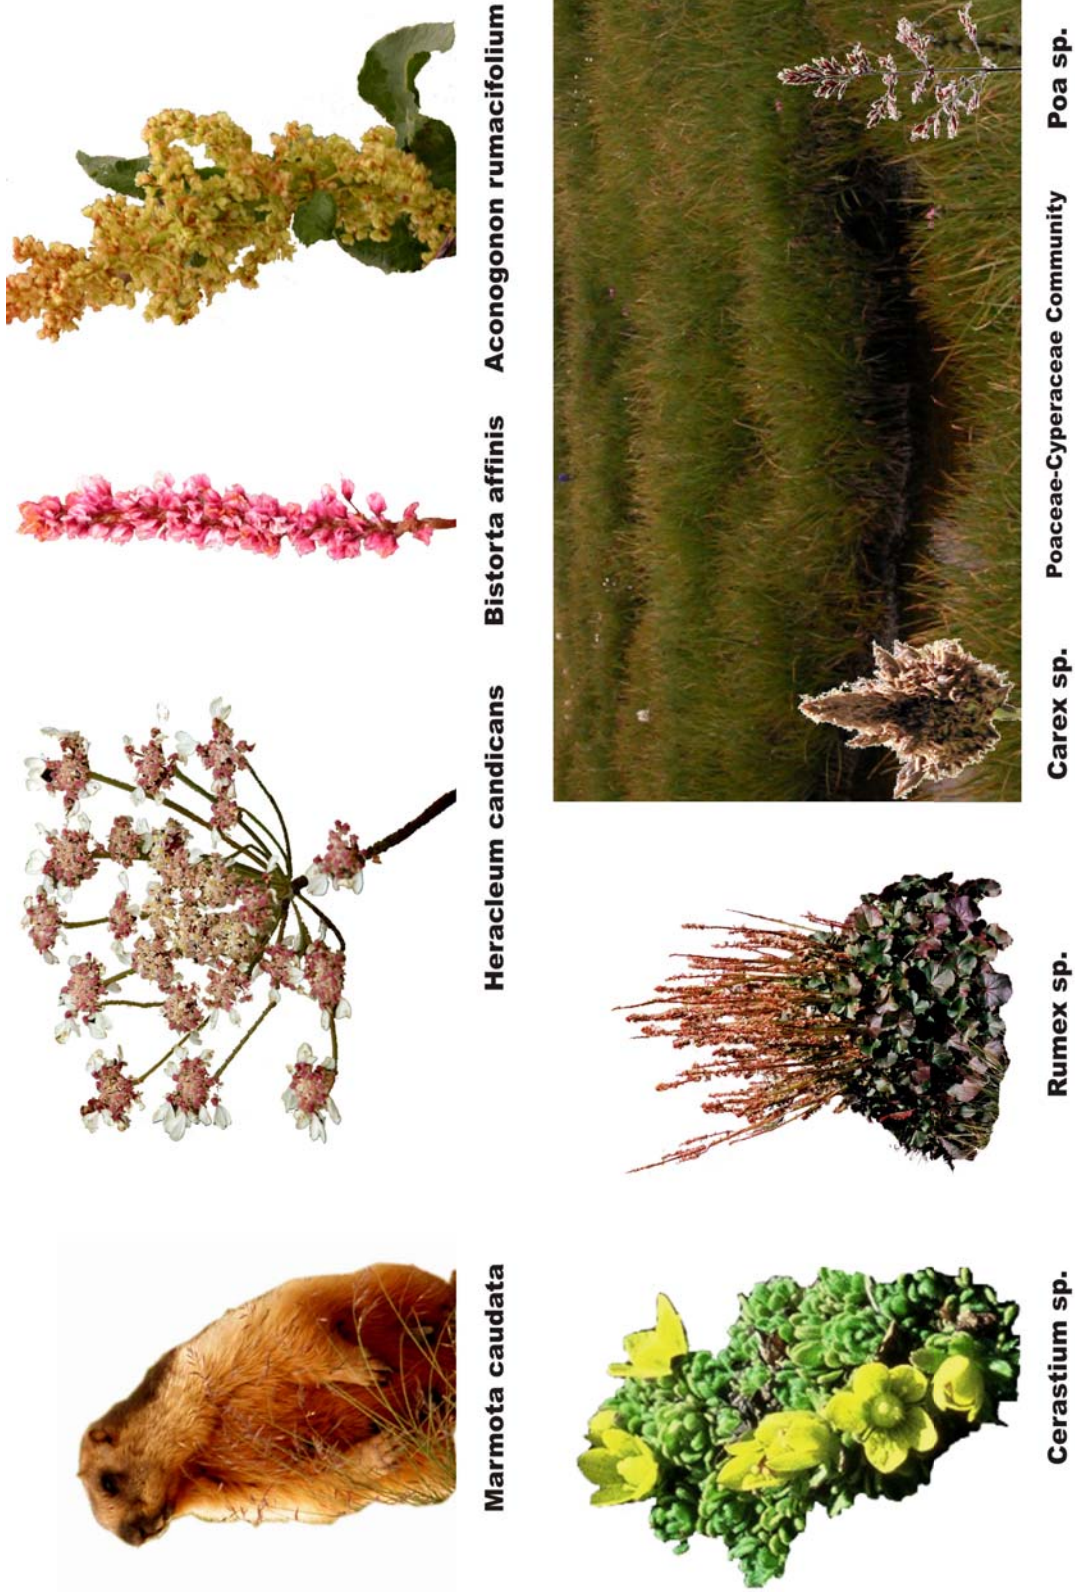 Marmota caudata
Heracleum candicans
Bistorta affinis
Aconogonon rumacifolium
Cerastium sp.
Rumex sp.
Carex sp.
Poaceae-Cyperaceae Community
Poa sp.